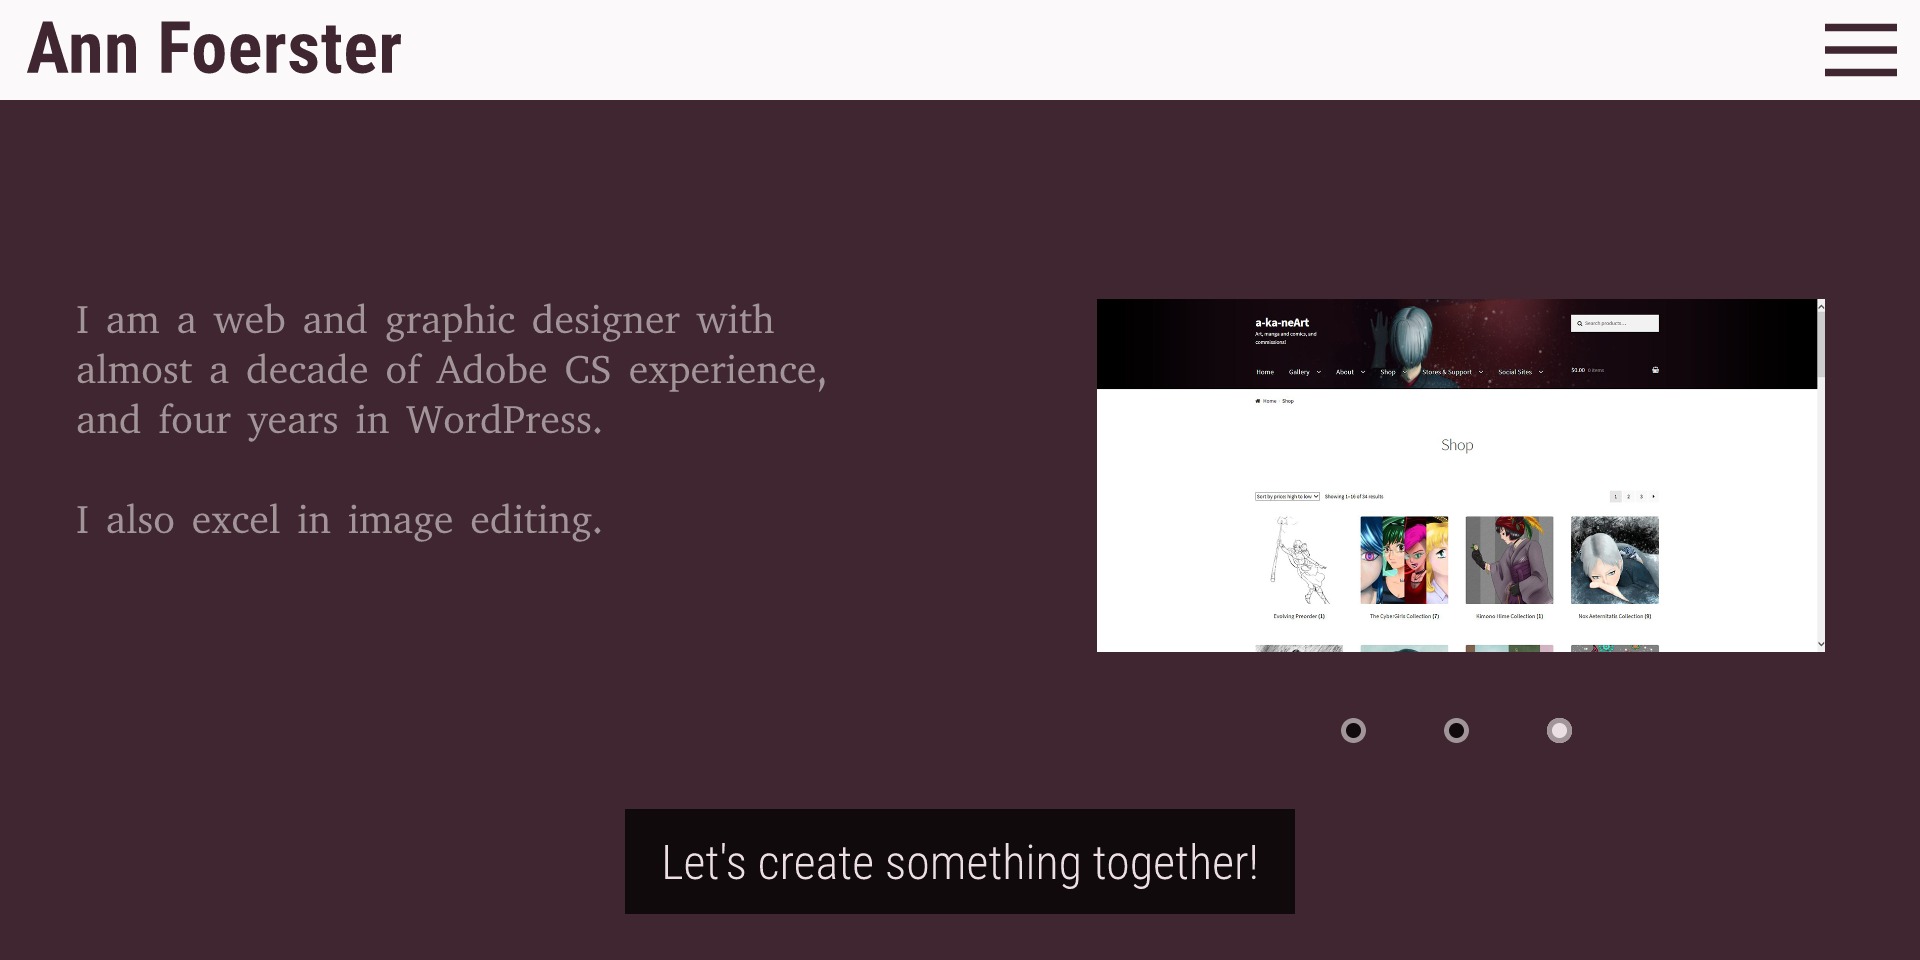 Ann Foerster
I am a web and graphic designer with
almost a decade of Adobe CS experience,
and four years in WordPress.
I also excel in image editing.
a-ka-neArt
Art, manga and comics, and
commissions!
Search products...
Home Gallery About Shop Stores & Support Social Sites
$0.00 0 items
Home Shop
Shop
Sort by price: high to low Showing 1–16 of 34 results
1 2 3
Evolving Preorder (1)
The CyberGirls Collection (7)
Kimono Hime Collection (1)
Nox Aeternitatis Collection (9)
Let's create something together!